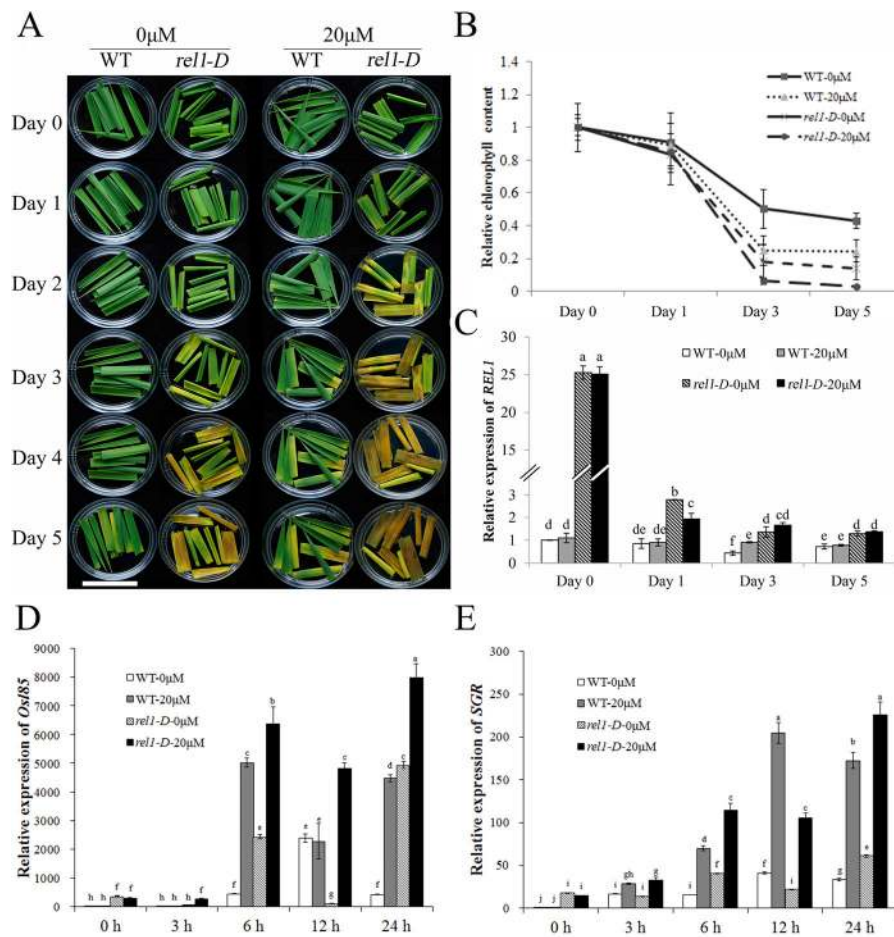 A
0μM 20μM
WT rel1-D WT rel1-D
Day 0
Day 1
Day 2
Day 3
Day 4
Day 5
B
Relative chlorophyll content
1.4
1.2
1
0.8
0.6
0.4
0.2
0
WT-0μM
WT-20μM
rel1-D-0μM
rel1-D-20μM
Day 0 Day 1 Day 3 Day 5
C
Relative expression of REL1
30
25
20
15
3
2
1
0
WT-0μM WT-20μM
rel1-D-0μM rel1-D-20μM
a a
d d
de de b c
f e d cd
e e d d
Day 0 Day 1 Day 3 Day 5
D
Relative expression of Osl85
9000
8000
7000
6000
5000
4000
3000
2000
1000
0
WT-0μM
WT-20μM
rel1-D-0μM
rel1-D-20μM
h h f f
h h h f
f c e b
e e g c
f d c a
0 h 3 h 6 h 12 h 24 h
E
Relative expression of SGR
300
250
200
150
100
50
0
WT-0μM
WT-20μM
rel1-D-0μM
rel1-D-20μM
j j i i
i gh i g
i d f c
f a i c
g b e a
0 h 3 h 6 h 12 h 24 h